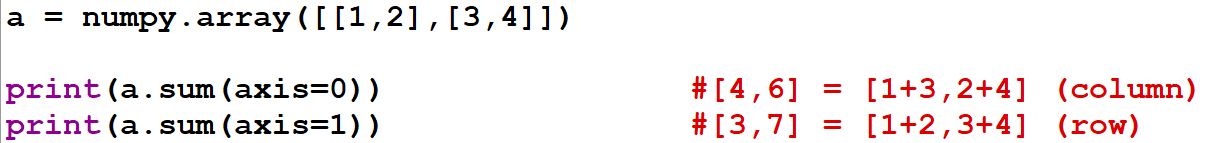 a = numpy.array([[1,2],[3,4]])
print(a.sum(axis=0)) #[4,6] = [1+3,2+4] (column)
print(a.sum(axis=1)) #[3,7] = [1+2,3+4] (row)